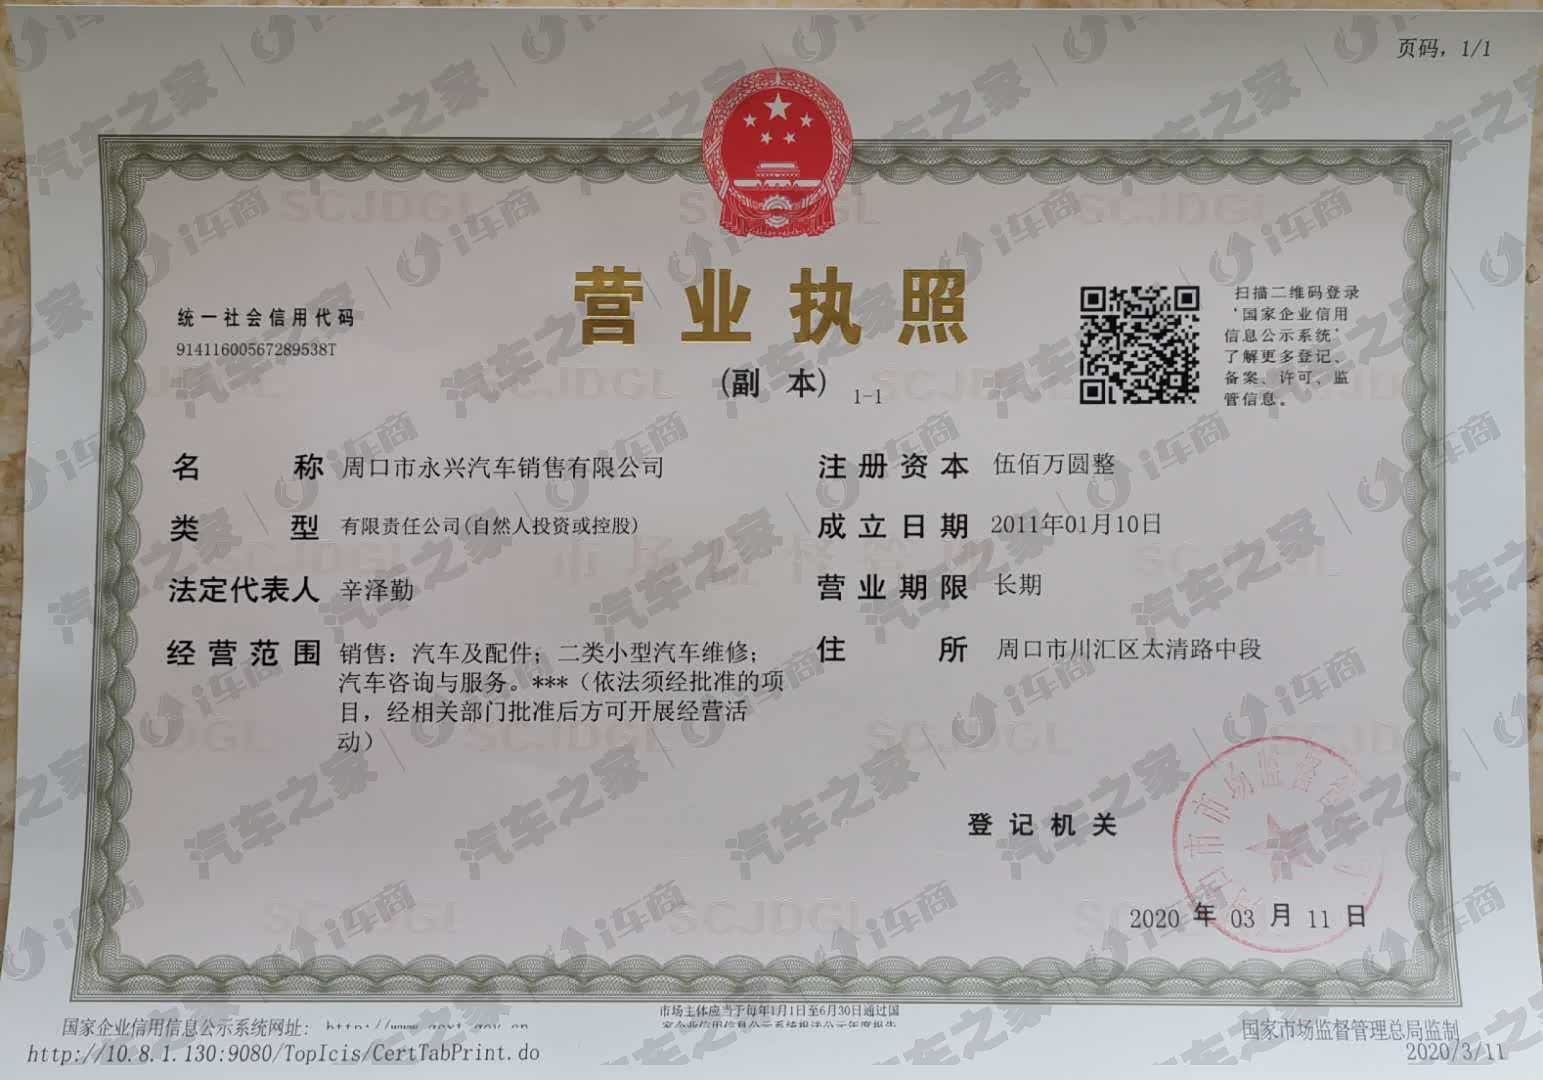 页码，1/1
营业执照
(副 本) 1-1
统一社会信用代码
91411600567289538T
扫描二维码登录
‘国家企业信用
信息公示系统’
了解更多登记、
备案、许可、监
管信息。
名 称 周口市永兴汽车销售有限公司
类 型 有限责任公司(自然人投资或控股)
法定代表人 辛泽勤
经营范围 销售：汽车及配件；二类小型汽车维修；
汽车咨询与服务。***（依法须经批准的项
目，经相关部门批准后方可开展经营活
动）
注册资本 伍佰万圆整
成立日期 2011年01月10日
营业期限 长期
住 所 周口市川汇区太清路中段
登记机关
2020 年 03 月 11 日
市场主体应当于每年1月1日至6月30日通过国
国家企业信用信息公示系统网址：
国家市场监督管理总局监制
http://10.8.1.130:9080/TopIcis/CertTabPrint.do
2020/3/11
汽车之家
i车商
SCJDGL